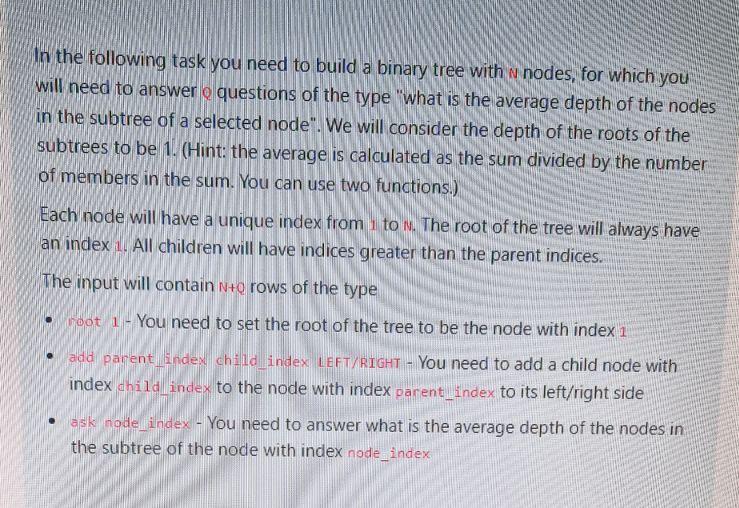 In the following task you need to build a binary tree with N nodes, for which you
will need to answer Q questions of the type "what is the average depth of the nodes
in the subtree of a selected node". We will consider the depth of the roots of the
subtrees to be 1. (Hint: the average is calculated as the sum divided by the number
of members in the sum. You can use two functions.)
Each node will have a unique index from 1 to N. The root of the tree will always have
an index 1. All children will have indices greater than the parent indices.
The input will contain N+Q rows of the type
• root 1 - You need to set the root of the tree to be the node with index 1
• add parent_index child_index LEFT/RIGHT - You need to add a child node with
index child_index to the node with index parent_index to its left/right side
• ask node_index - You need to answer what is the average depth of the nodes in
the subtree of the node with index node_index